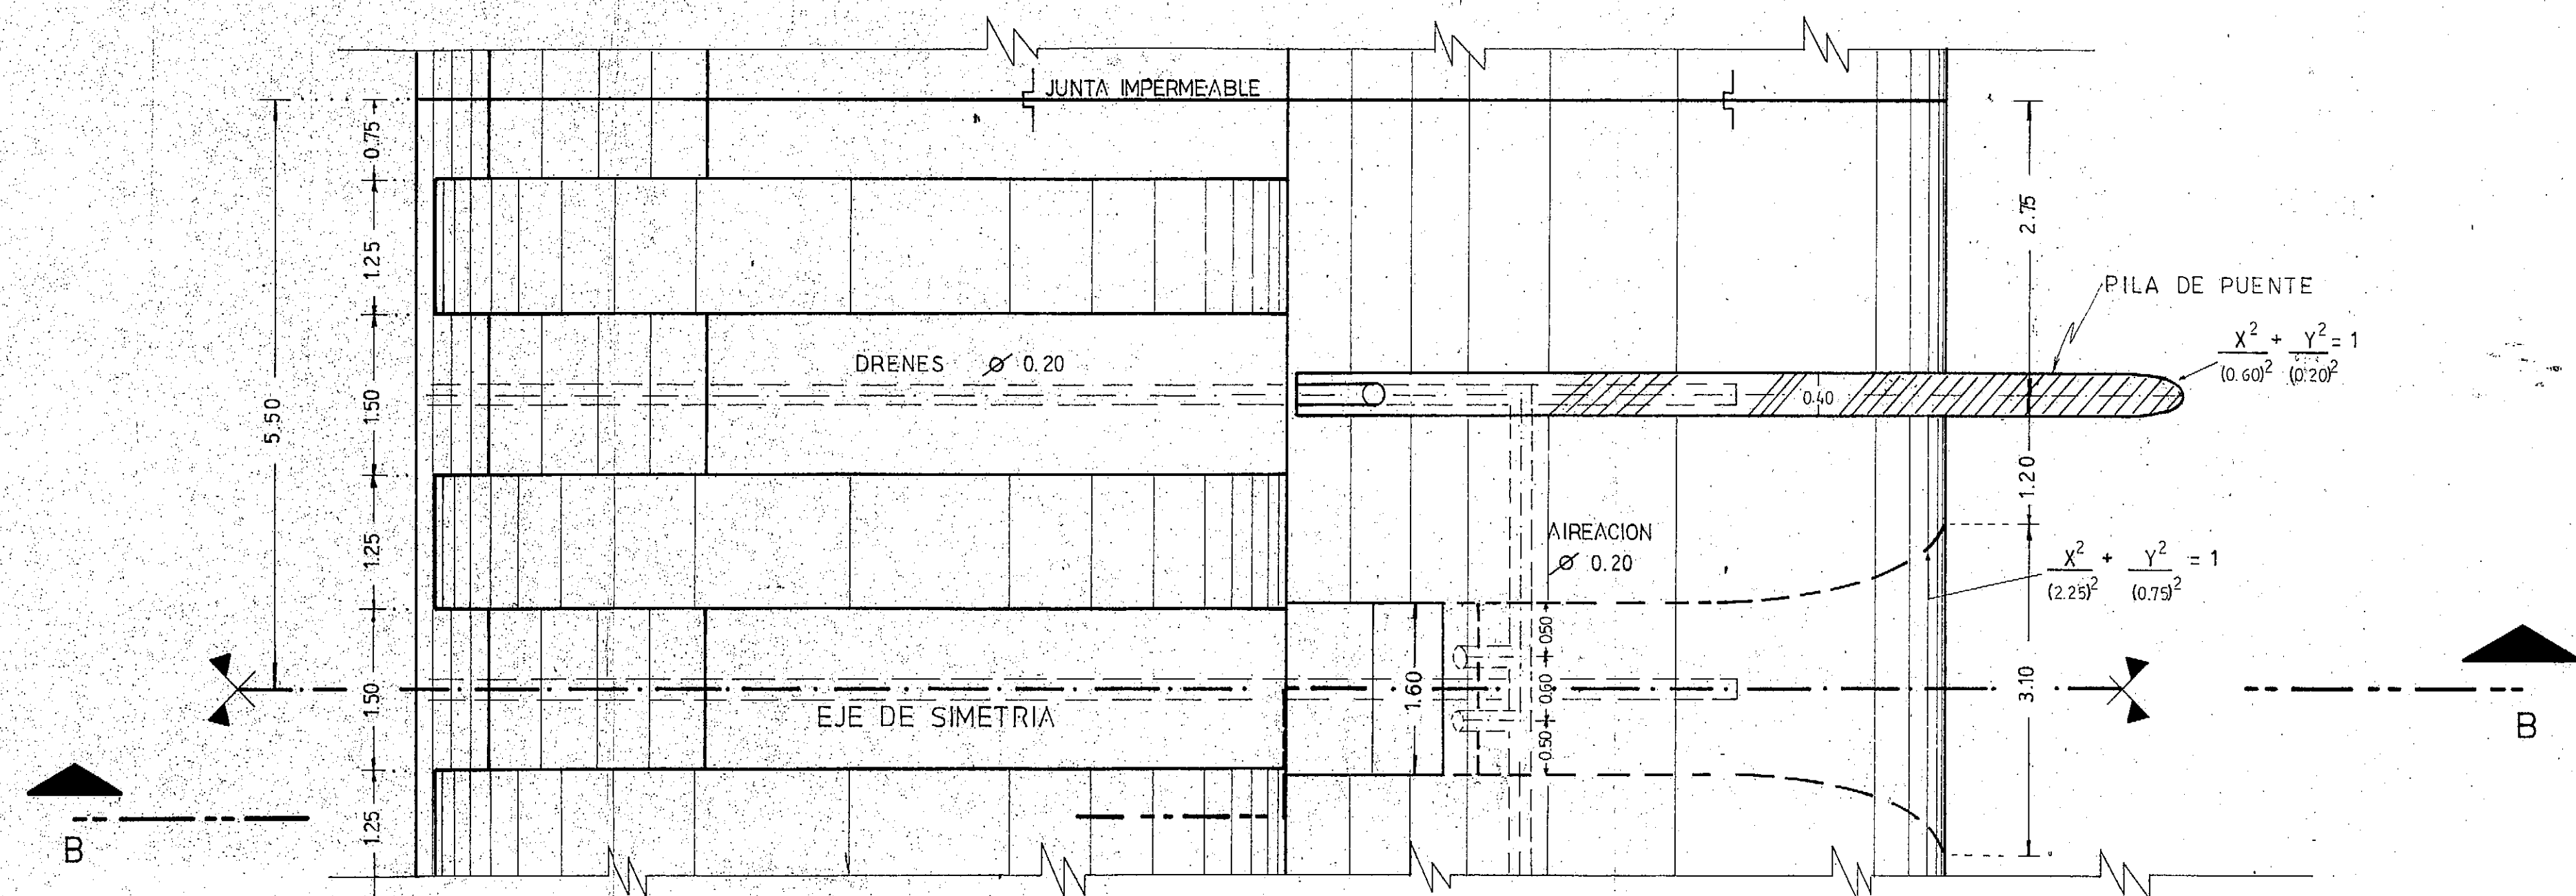 JUNTA IMPERMEABLE
0.75
1.25
5.50
1.50
1.25
1.50
1.25
DRENES Ø 0.20
EJE DE SIMETRIA
2.75
PILA DE PUENTE
X² + Y² = 1
(0.60)² (0.20)²
0.40
1.20
AIREACION
Ø 0.20
X² + Y² = 1
(2.25)² (0.75)²
1.60
0.50
0.60
0.50
3.10
B
B